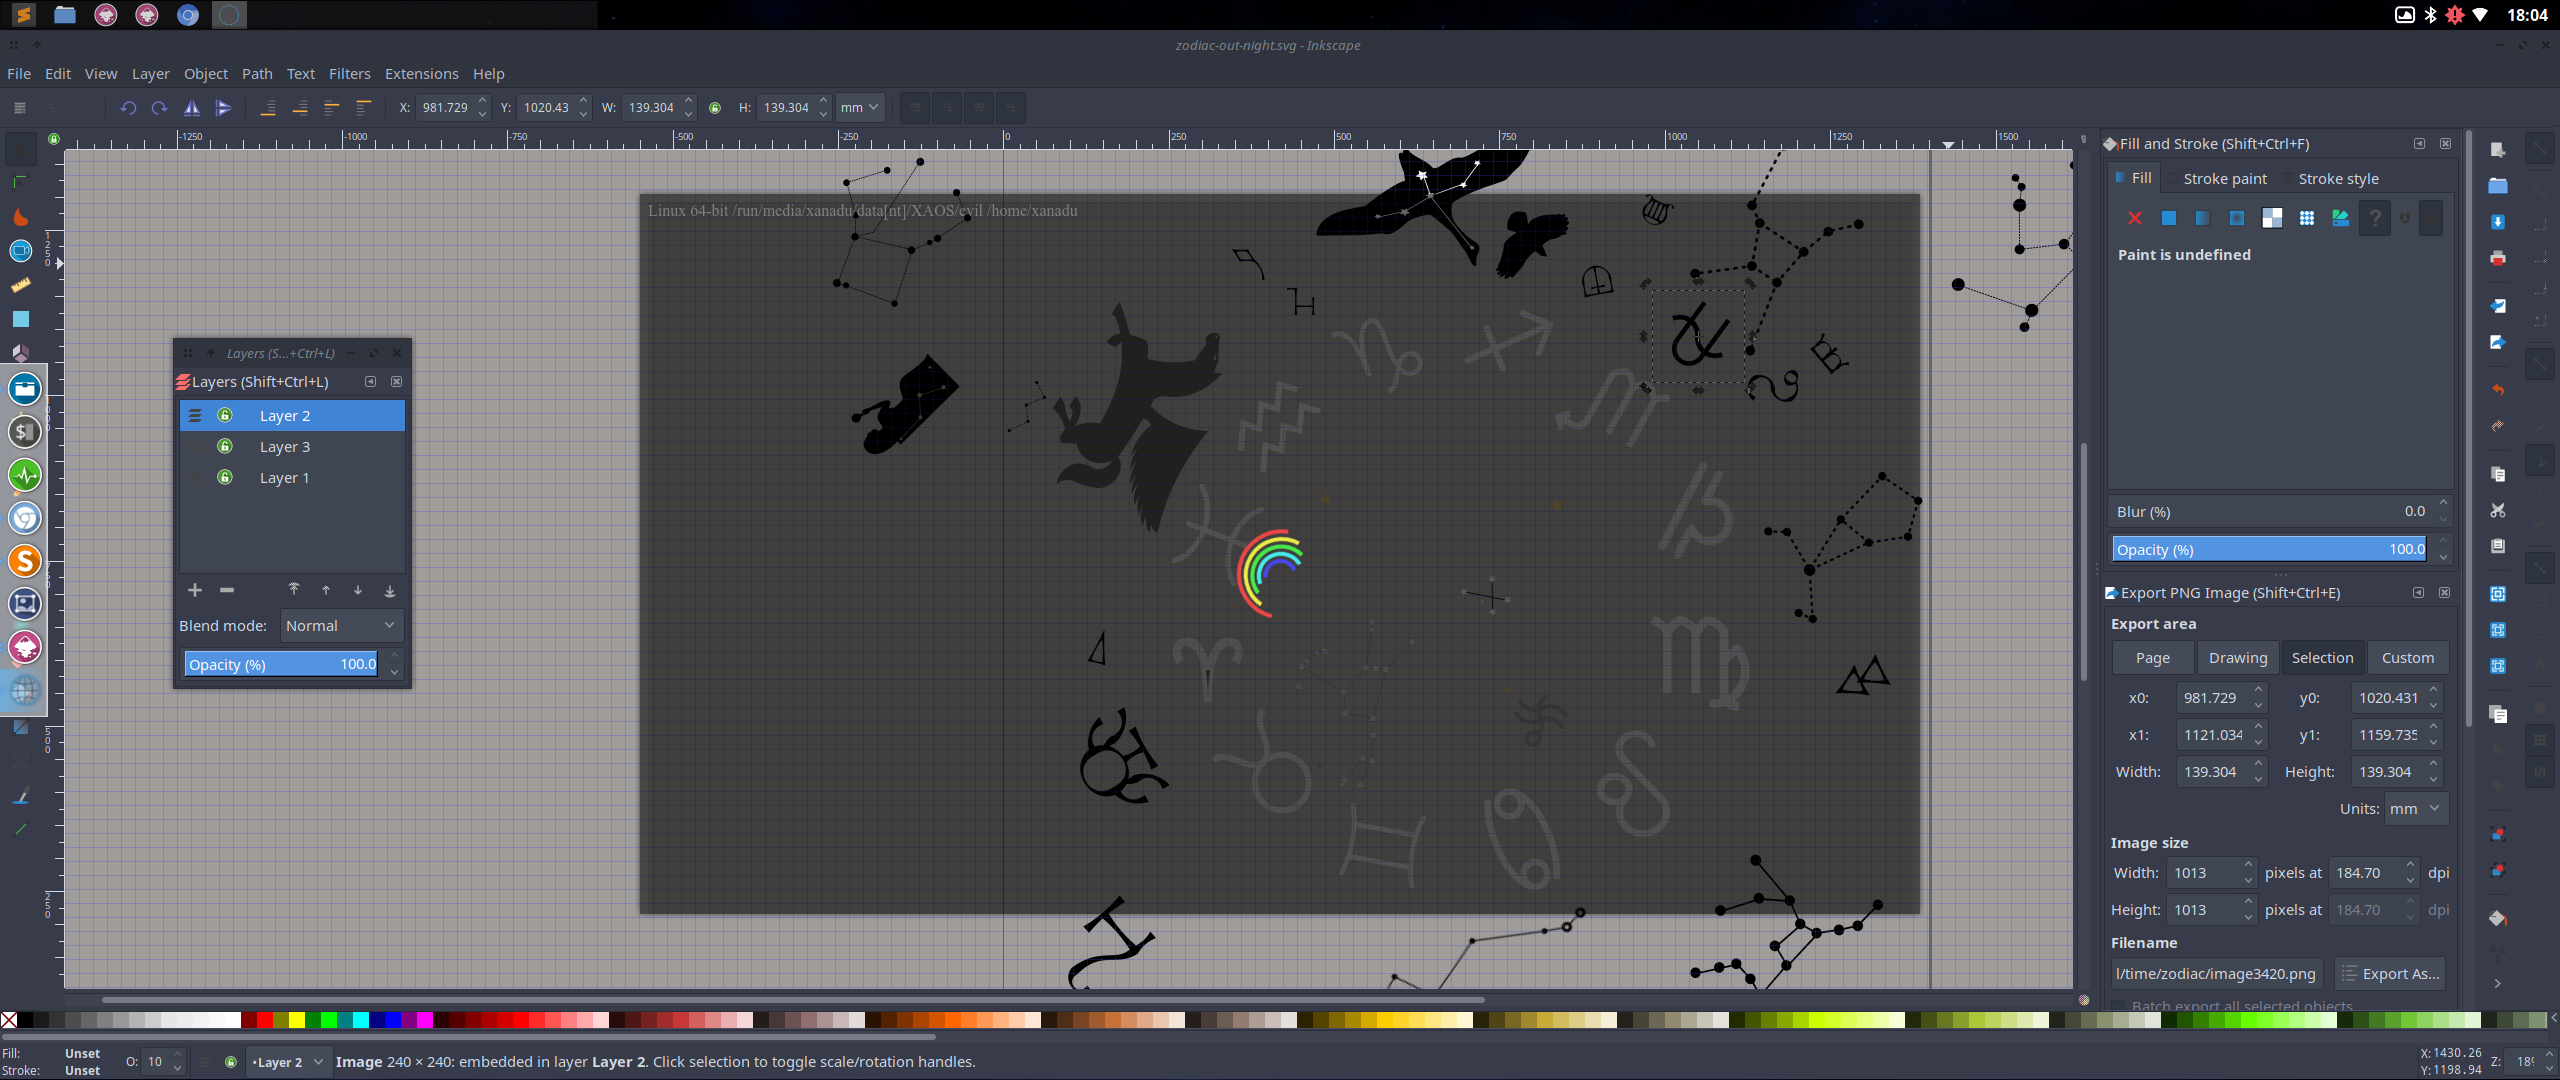 18:04
zodiac-out-night.svg - Inkscape
File Edit View Layer Object Path Text Filters Extensions Help
X: 981.729 Y: 1020.43 W: 139.304 H: 139.304 mm
-1250 -1000 -750 -500 -250 0 250 500 750 1000 1250 1500
Linux 64-bit /run/media/xanadu/data[nt]/XAOS/evil /home/xanadu
Layers (S...+Ctrl+L)
Layers (Shift+Ctrl+L)
Layer 2
Layer 3
Layer 1
Blend mode: Normal
Opacity (%) 100.0
Fill and Stroke (Shift+Ctrl+F)
Fill Stroke paint Stroke style
Paint is undefined
Blur (%) 0.0
Opacity (%) 100.0
Export PNG Image (Shift+Ctrl+E)
Export area
Page Drawing Selection Custom
x0: 981.729 y0: 1020.431
x1: 1121.034 y1: 1159.735
Width: 139.304 Height: 139.304
Units: mm
Image size
Width: 1013 pixels at 184.70 dpi
Height: 1013 pixels at 184.70 dpi
Filename
l/time/zodiac/image3420.png Export As...
Batch export all selected objects
Fill: Unset
Stroke: Unset
O: 10
•Layer 2
Image 240 × 240: embedded in layer Layer 2. Click selection to toggle scale/rotation handles.
X: 1430.26
Y: 1198.94
Z: